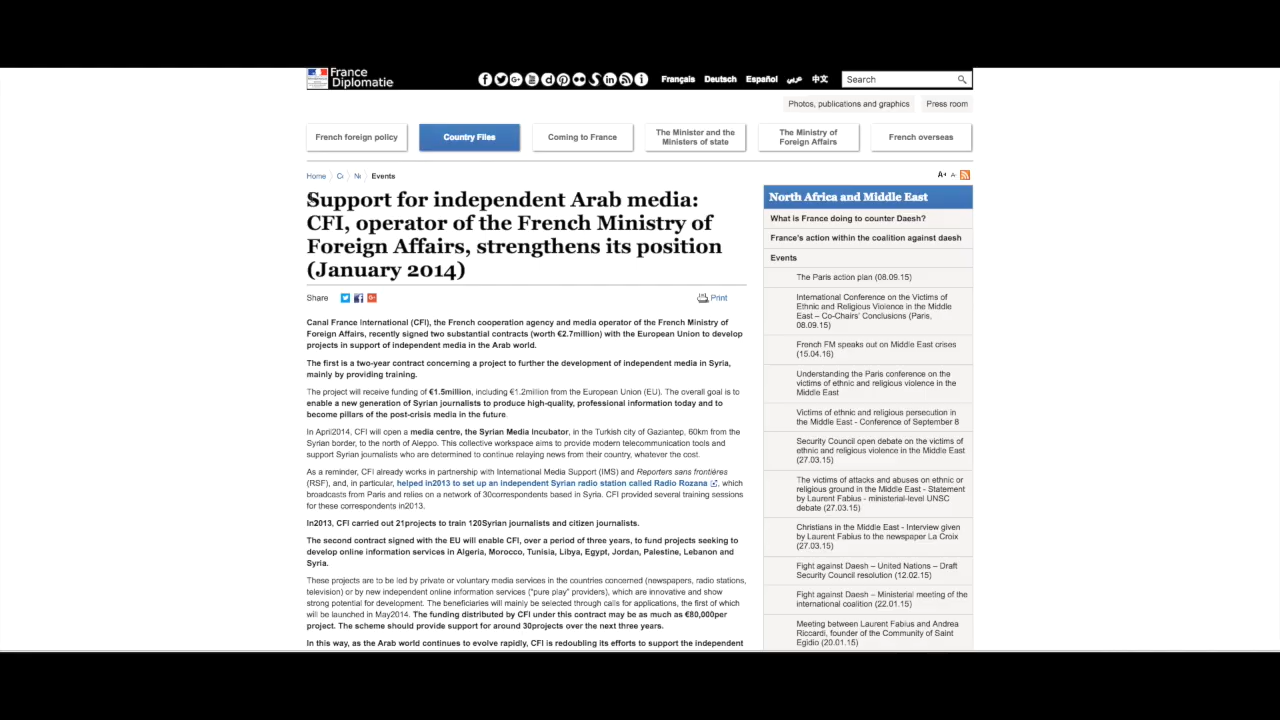 France
Diplomatie
Français Deutsch Español عربي 中文
Search
Photos, publications and graphics Press room
French foreign policy
Country Files
Coming to France
The Minister and the
Ministers of state
The Ministry of
Foreign Affairs
French overseas
Home Events
A+ A-
Support for independent Arab media:
CFI, operator of the French Ministry of
Foreign Affairs, strengthens its position
(January 2014)
Share
Print
Canal France International (CFI), the French cooperation agency and media operator of the French Ministry of
Foreign Affairs, recently signed two substantial contracts (worth €2.7million) with the European Union to develop
projects in support of independent media in the Arab world.
The first is a two-year contract concerning a project to further the development of independent media in Syria,
mainly by providing training.
The project will receive funding of €1.5million, including €1.2million from the European Union (EU). The overall goal is to
enable a new generation of Syrian journalists to produce high-quality, professional information today and to
become pillars of the post-crisis media in the future.
In April2014, CFI will open a media centre, the Syrian Media Incubator, in the Turkish city of Gaziantep, 60km from the
Syrian border, to the north of Aleppo. This collective workspace aims to provide modern telecommunication tools and
support Syrian journalists who are determined to continue relaying news from their country, whatever the cost.
As a reminder, CFI already works in partnership with International Media Support (IMS) and Reporters sans frontières
(RSF), and, in particular, helped in2013 to set up an independent Syrian radio station called Radio Rozana , which
broadcasts from Paris and relies on a network of 30correspondents based in Syria. CFI provided several training sessions
for these correspondents in2013.
In2013, CFI carried out 21projects to train 120Syrian journalists and citizen journalists.
The second contract signed with the EU will enable CFI, over a period of three years, to fund projects seeking to
develop online information services in Algeria, Morocco, Tunisia, Libya, Egypt, Jordan, Palestine, Lebanon and
Syria.
These projects are to be led by private or voluntary media services in the countries concerned (newspapers, radio stations,
television) or by new independent online information services ("pure play" providers), which are innovative and show
strong potential for development. The beneficiaries will mainly be selected through calls for applications, the first of which
will be launched in May2014. The funding distributed by CFI under this contract may be as much as €80,000per
project. The scheme should provide support for around 30projects over the next three years.
In this way, as the Arab world continues to evolve rapidly, CFI is redoubling its efforts to support the independent
North Africa and Middle East
What is France doing to counter Daesh?
France's action within the coalition against daesh
Events
The Paris action plan (08.09.15)
International Conference on the Victims of
Ethnic and Religious Violence in the Middle
East – Co-Chairs' Conclusions (Paris,
08.09.15)
French FM speaks out on Middle East crises
(15.04.16)
Understanding the Paris conference on the
victims of ethnic and religious violence in the
Middle East
Victims of ethnic and religious persecution in
the Middle East - Conference of September 8
Security Council open debate on the victims of
ethnic and religious violence in the Middle East
(27.03.15)
The victims of attacks and abuses on ethnic or
religious ground in the Middle East - Statement
by Laurent Fabius - ministerial-level UNSC
debate (27.03.15)
Christians in the Middle East - Interview given
by Laurent Fabius to the newspaper La Croix
(27.03.15)
Fight against Daesh – United Nations – Draft
Security Council resolution (12.02.15)
Fight against Daesh – Ministerial meeting of the
international coalition (22.01.15)
Meeting between Laurent Fabius and Andrea
Riccardi, founder of the Community of Saint
Egidio (20.01.15)